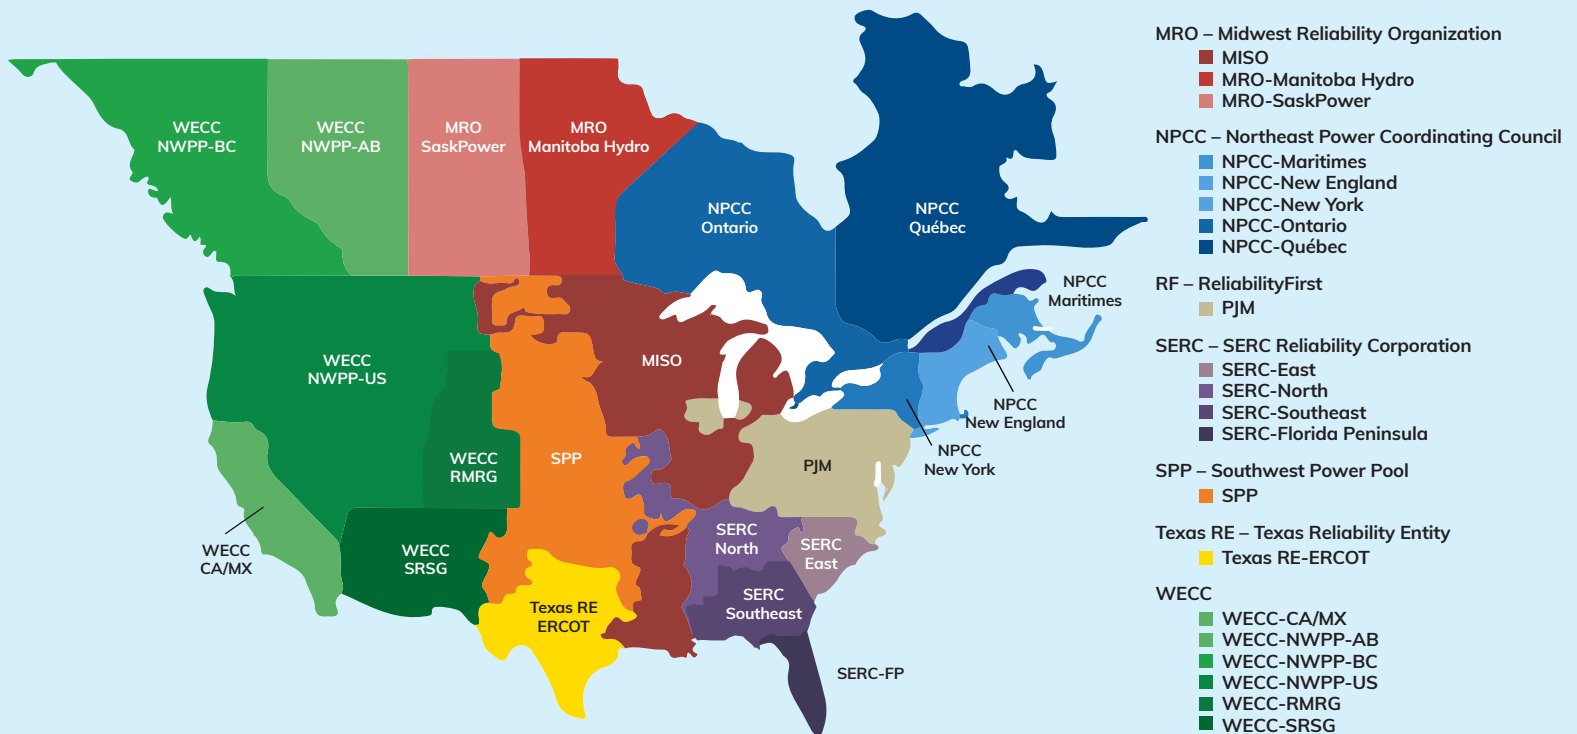 WECC
NWPP-BC
WECC
NWPP-AB
MRO
SaskPower
MRO
Manitoba Hydro
NPCC
Ontario
NPCC
Québec
NPCC
Maritimes
WECC
NWPP-US
MISO
NPCC
New England
NPCC
New York
WECC
RMRG
SPP
PJM
WECC
CA/MX
WECC
SRSG
SERC
North
SERC
East
Texas RE
ERCOT
SERC
Southeast
SERC-FP
MRO – Midwest Reliability Organization
MISO
MRO-Manitoba Hydro
MRO-SaskPower
NPCC – Northeast Power Coordinating Council
NPCC-Maritimes
NPCC-New England
NPCC-New York
NPCC-Ontario
NPCC-Québec
RF – ReliabilityFirst
PJM
SERC – SERC Reliability Corporation
SERC-East
SERC-North
SERC-Southeast
SERC-Florida Peninsula
SPP – Southwest Power Pool
SPP
Texas RE – Texas Reliability Entity
Texas RE-ERCOT
WECC
WECC-CA/MX
WECC-NWPP-AB
WECC-NWPP-BC
WECC-NWPP-US
WECC-RMRG
WECC-SRSG